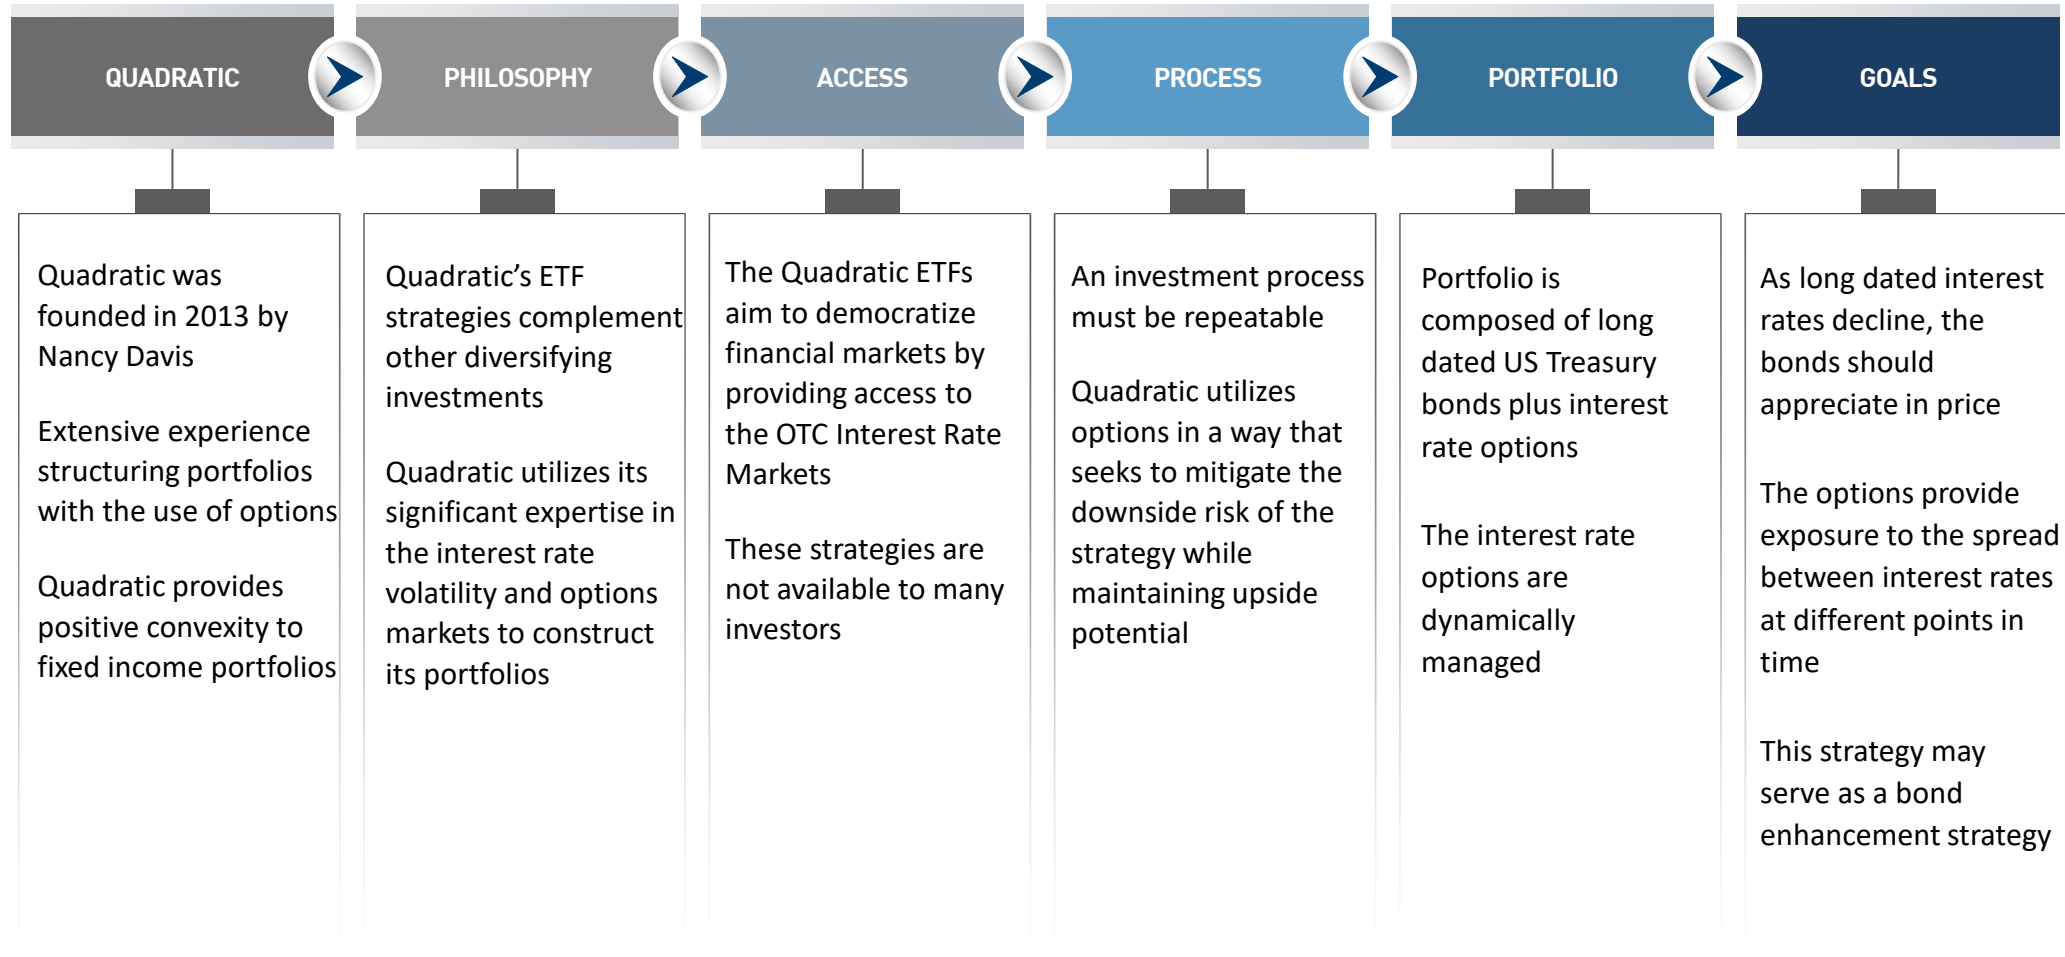 QUADRATIC
PHILOSOPHY
ACCESS
PROCESS
PORTFOLIO
GOALS
Quadratic was
founded in 2013 by
Nancy Davis
Extensive experience
structuring portfolios
with the use of options
Quadratic provides
positive convexity to
fixed income portfolios
Quadratic’s ETF
strategies complement
other diversifying
investments
Quadratic utilizes its
significant expertise in
the interest rate
volatility and options
markets to construct
its portfolios
The Quadratic ETFs
aim to democratize
financial markets by
providing access to
the OTC Interest Rate
Markets
These strategies are
not available to many
investors
An investment process
must be repeatable
Quadratic utilizes
options in a way that
seeks to mitigate the
downside risk of the
strategy while
maintaining upside
potential
Portfolio is
composed of long
dated US Treasury
bonds plus interest
rate options
The interest rate
options are
dynamically
managed
As long dated interest
rates decline, the
bonds should
appreciate in price
The options provide
exposure to the spread
between interest rates
at different points in
time
This strategy may
serve as a bond
enhancement strategy